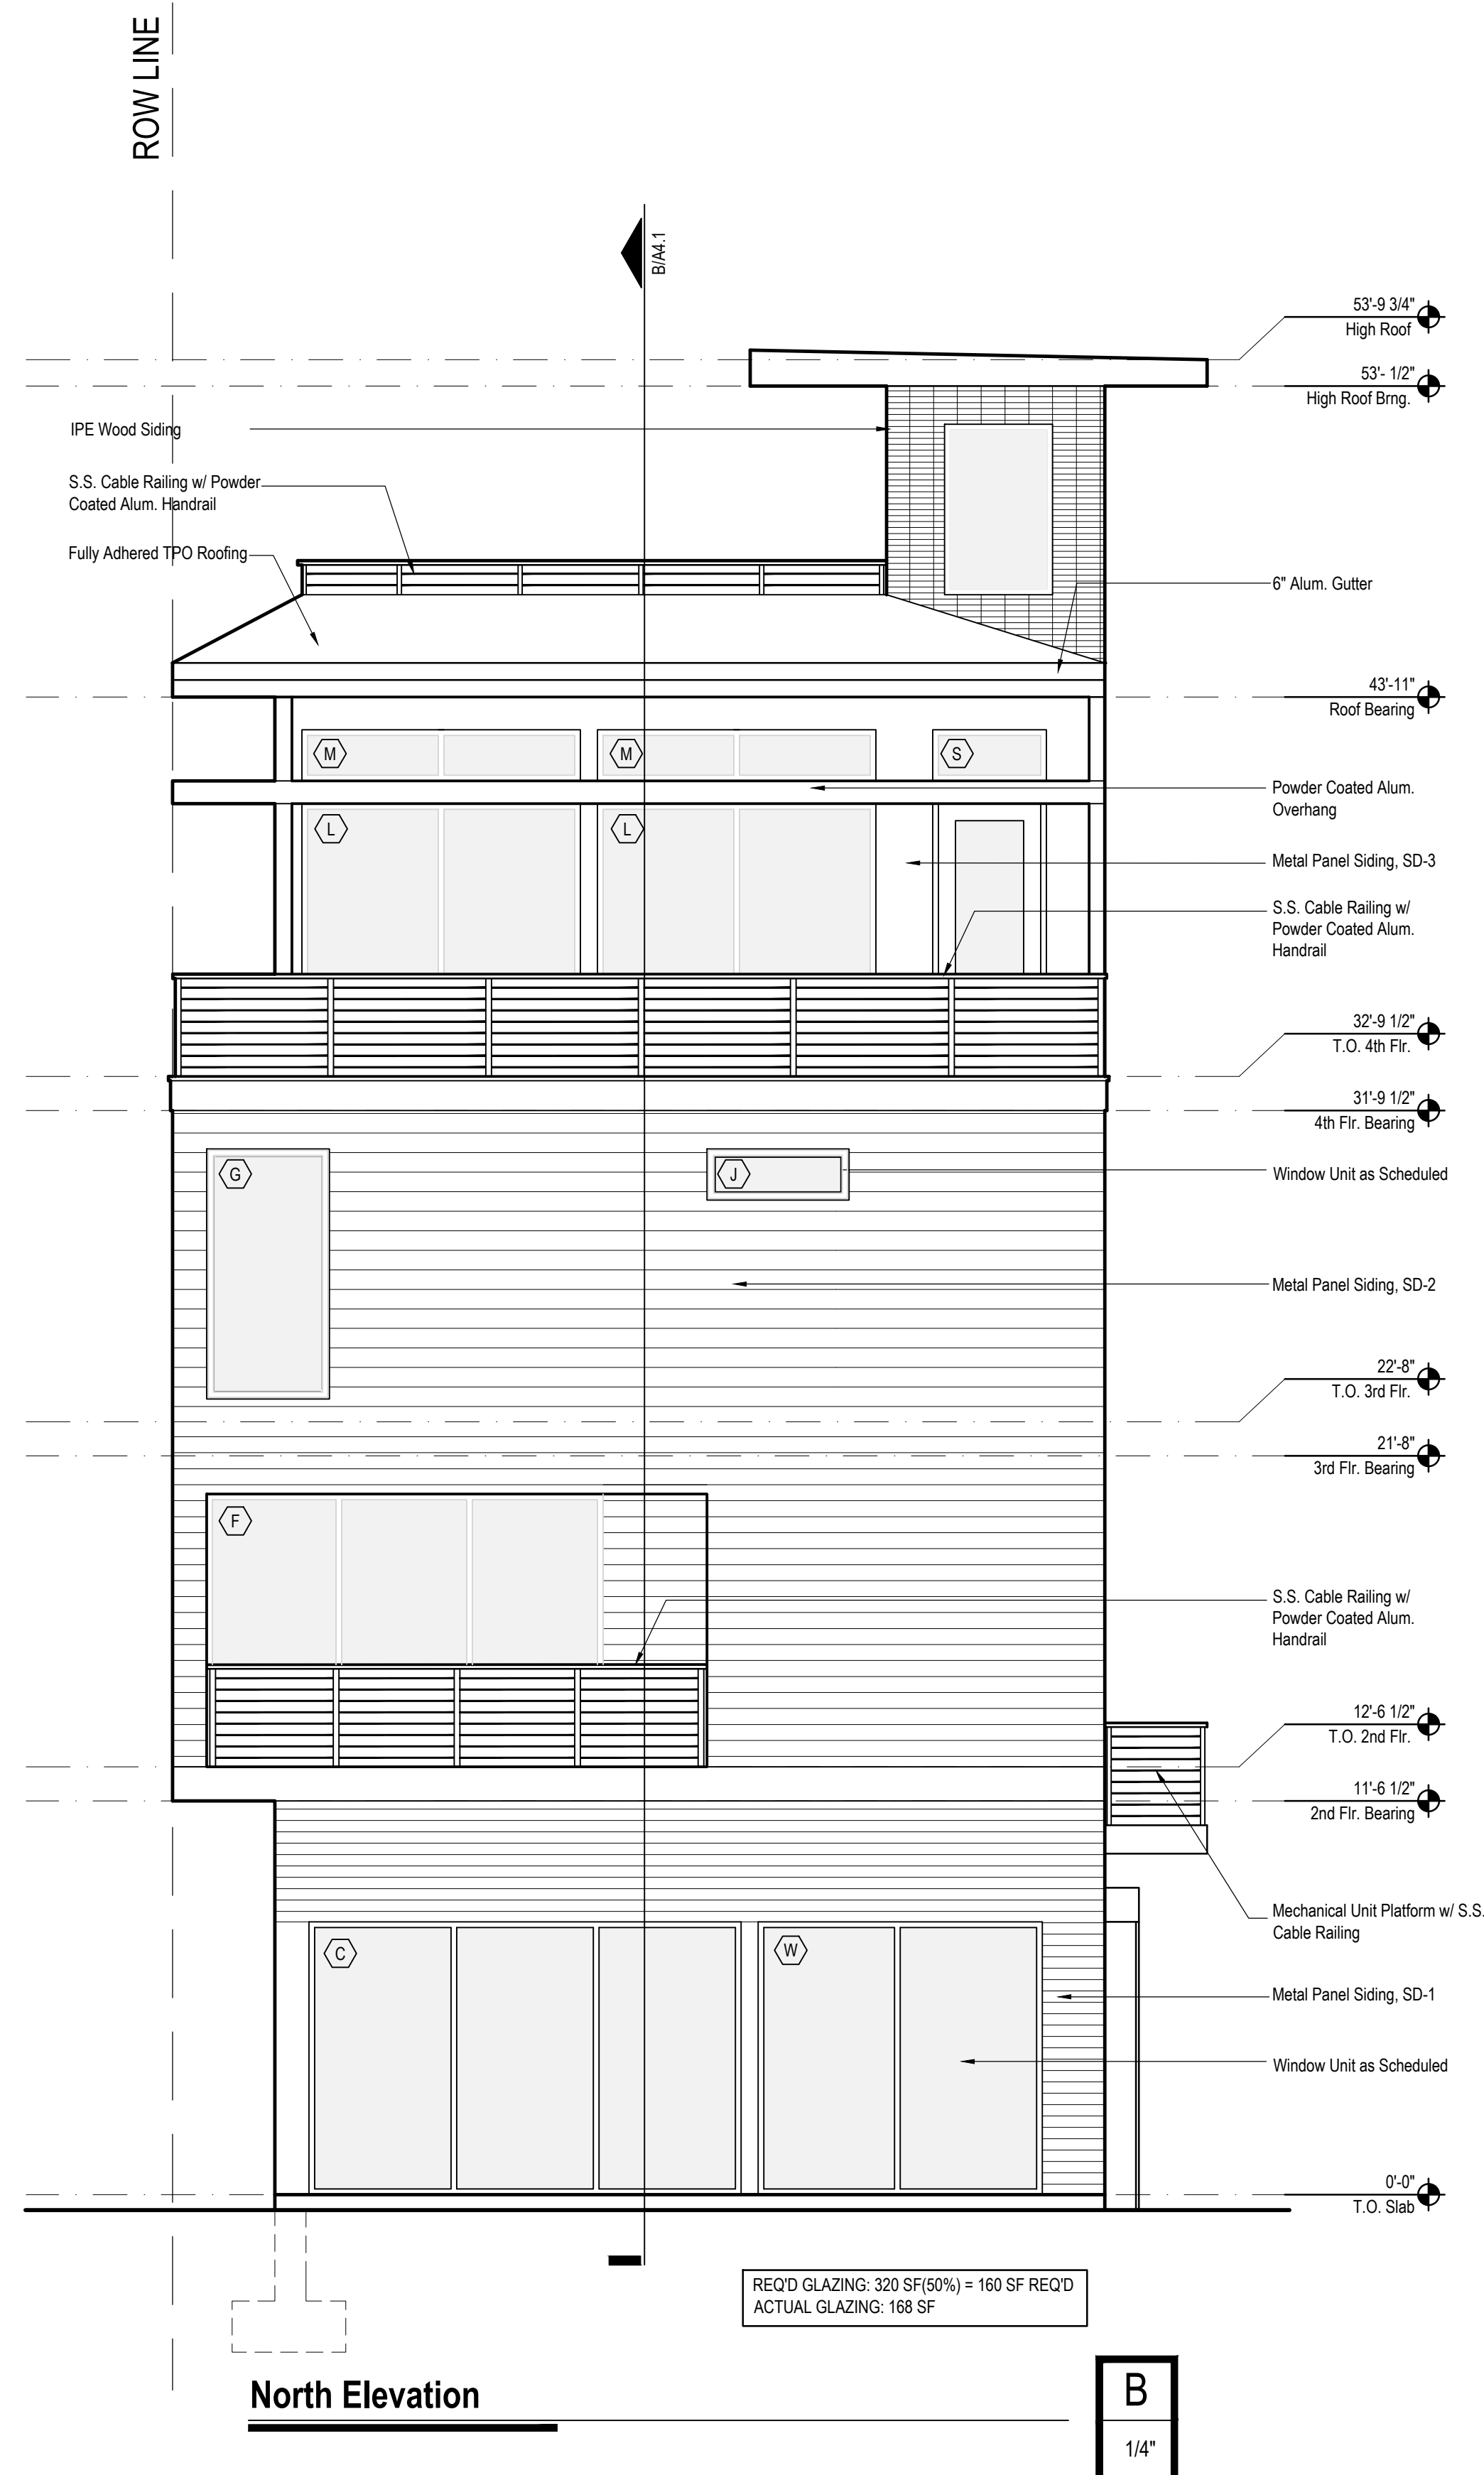 ROW LINE
B/A4.1
53'-9 3/4"
High Roof
53'- 1/2"
High Roof Brng.
IPE Wood Siding
S.S. Cable Railing w/ Powder
Coated Alum. Handrail
Fully Adhered TPO Roofing
6" Alum. Gutter
43'-11"
Roof Bearing
M
M
S
Powder Coated Alum.
Overhang
L
L
Metal Panel Siding, SD-3
S.S. Cable Railing w/
Powder Coated Alum.
Handrail
32'-9 1/2"
T.O. 4th Flr.
31'-9 1/2"
4th Flr. Bearing
G
J
Window Unit as Scheduled
Metal Panel Siding, SD-2
22'-8"
T.O. 3rd Flr.
21'-8"
3rd Flr. Bearing
F
S.S. Cable Railing w/
Powder Coated Alum.
Handrail
12'-6 1/2"
T.O. 2nd Flr.
11'-6 1/2"
2nd Flr. Bearing
Mechanical Unit Platform w/ S.S.
Cable Railing
C
W
Metal Panel Siding, SD-1
Window Unit as Scheduled
0'-0"
T.O. Slab
REQ'D GLAZING: 320 SF(50%) = 160 SF REQ'D
ACTUAL GLAZING: 168 SF
North Elevation
B
1/4"